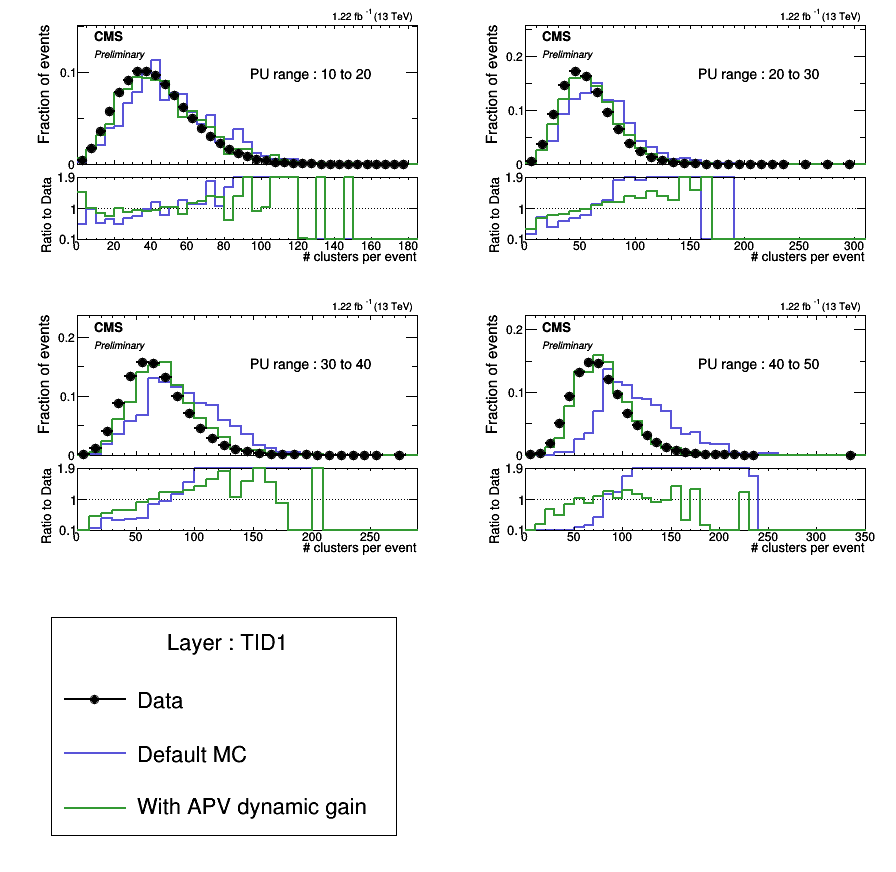 1.22 fb⁻¹ (13 TeV)
CMS
Preliminary
PU range : 10 to 20
Fraction of events
0.1
0
Ratio to Data
1.9
1
0.1
0 20 40 60 80 100 120 140 160 180
# clusters per event
1.22 fb⁻¹ (13 TeV)
CMS
Preliminary
PU range : 20 to 30
Fraction of events
0.2
0.1
0
Ratio to Data
1.9
1
0.1
0 50 100 150 200 250 300
# clusters per event
1.22 fb⁻¹ (13 TeV)
CMS
Preliminary
PU range : 30 to 40
Fraction of events
0.2
0.1
0
Ratio to Data
1.9
1
0.1
0 50 100 150 200 250
# clusters per event
1.22 fb⁻¹ (13 TeV)
CMS
Preliminary
PU range : 40 to 50
Fraction of events
0.2
0.1
0
Ratio to Data
1.9
1
0.1
0 50 100 150 200 250 300 350
# clusters per event
Layer : TID1
Data
Default MC
With APV dynamic gain